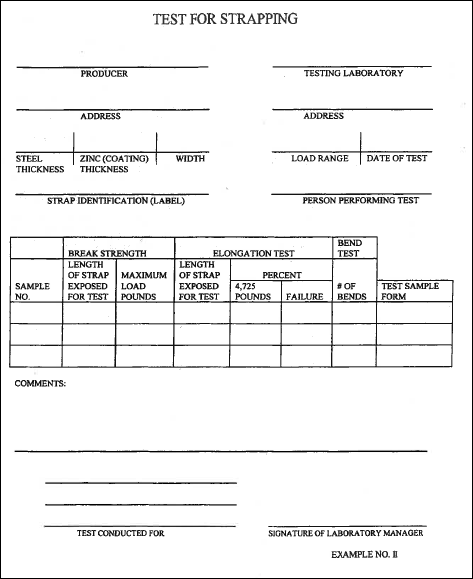 TEST FOR STRAPPING
PRODUCER TESTING LABORATORY
ADDRESS ADDRESS
STEEL ZINC (COATING) WIDTH LOAD RANGE DATE OF TEST
THICKNESS THICKNESS
STRAP IDENTIFICATION (LABEL) PERSON PERFORMING TEST
BEND
BREAK STRENGTH ELONGATION TEST TEST
LENGTH LENGTH
OF STRAP MAXIMUM OF STRAP PERCENT
SAMPLE EXPOSED LOAD EXPOSED 4,725 # OF TEST SAMPLE
NO. FOR TEST POUNDS FOR TEST POUNDS FAILURE BENDS FORM
COMMENTS:
TEST CONDUCTED FOR SIGNATURE OF LABORATORY MANAGER
EXAMPLE NO. II